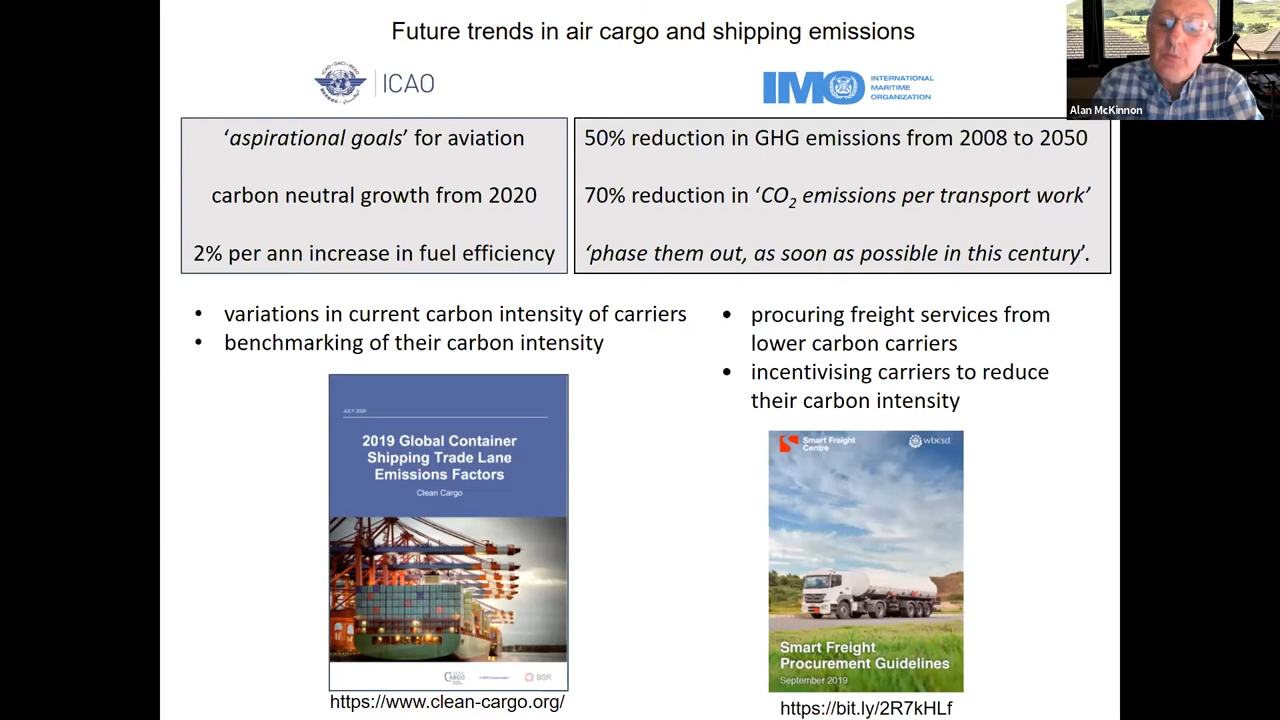 Future trends in air cargo and shipping emissions
ICAO
IMO
INTERNATIONAL
MARITIME
ORGANIZATION
Alan McKinnon
‘aspirational goals’ for aviation
carbon neutral growth from 2020
2% per ann increase in fuel efficiency
50% reduction in GHG emissions from 2008 to 2050
70% reduction in ‘CO2 emissions per transport work’
‘phase them out, as soon as possible in this century’.
• variations in current carbon intensity of carriers
• benchmarking of their carbon intensity
• procuring freight services from
lower carbon carriers
• incentivising carriers to reduce
their carbon intensity
JULY 2020
2019 Global Container
Shipping Trade Lane
Emissions Factors
Clean Cargo
CARGO
BSR
https://www.clean-cargo.org/
Smart Freight
Centre
wbcsd
Smart Freight
Procurement Guidelines
September 2019
https://bit.ly/2R7kHLf